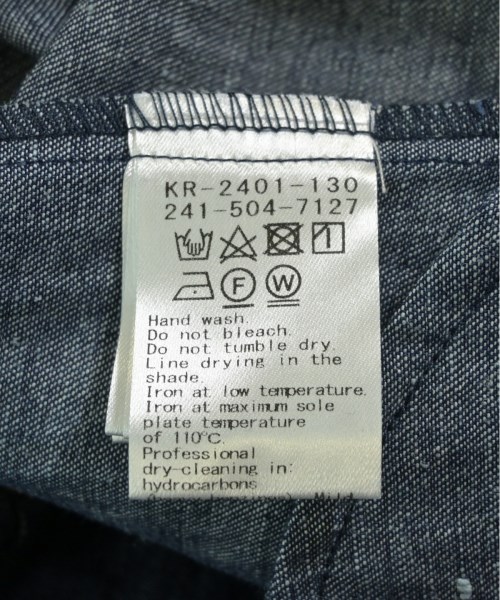 KR-2401-130
241-504-7127
F W
Hand wash.
Do not bleach.
Do not tumble dry.
Line drying in the
shade.
Iron at low temperature.
Iron at maximum sole
plate temperature
of 110℃.
Professional
dry-cleaning in:
hydrocarbons
Mild